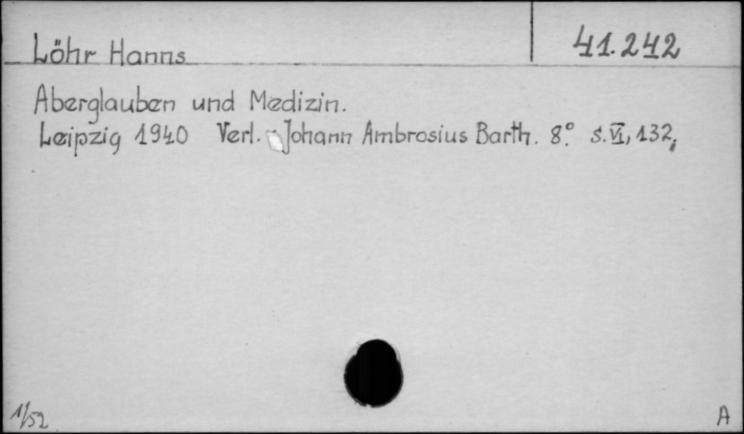 Löhr Hanns
41.242
Aberglauben und Medizin.
Leipzig 1940 Verl. Johann Ambrosius Barth. 8°. S. VI, 132,
1/52
A